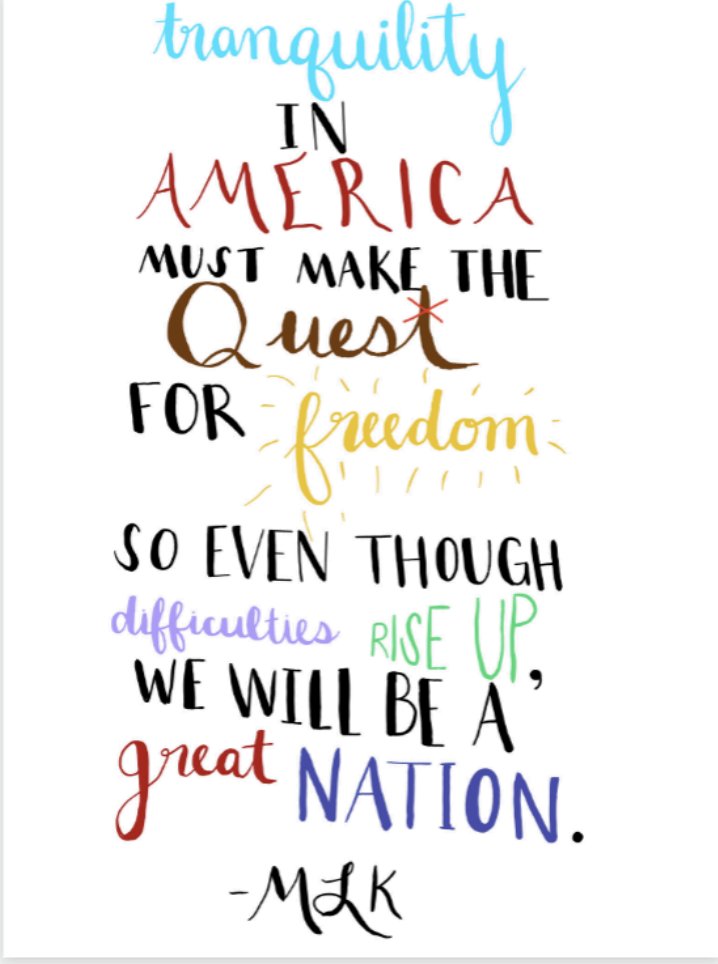 tranquility
IN
AMERICA
MUST MAKE THE
Quest
FOR freedom
SO EVEN THOUGH
difficulties RISE UP,
WE WILL BE A
great NATION.
-MLK